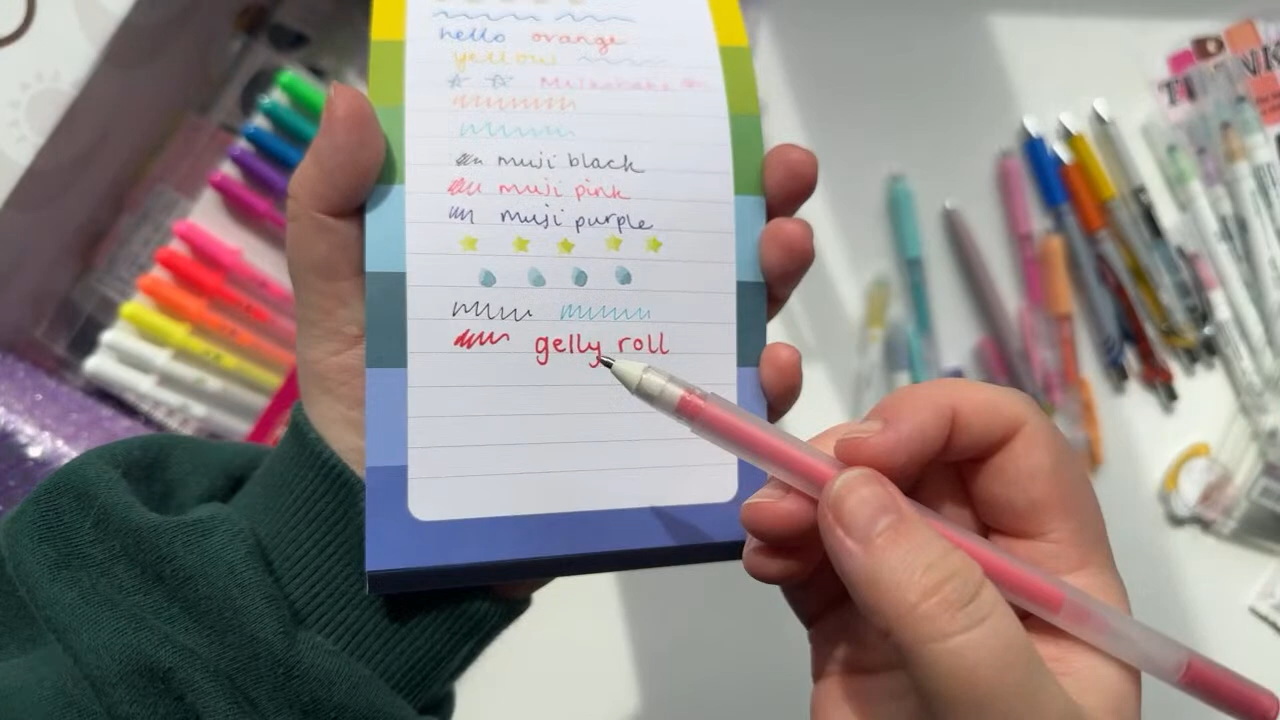 hello orange
yellow
muji black
muji pink
muji purple
gelly roll